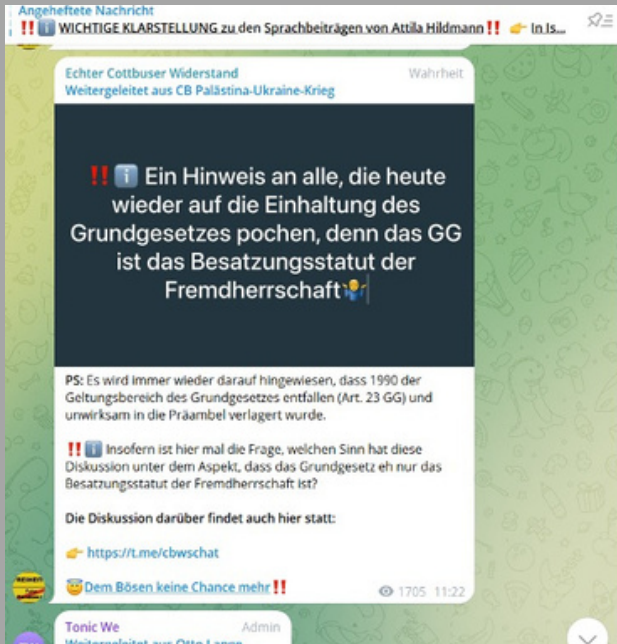 Angeheftete Nachricht
‼️ℹ️ WICHTIGE KLARSTELLUNG zu den Sprachbeiträgen von Attila Hildmann‼️ 👉 In Is...
Echter Cottbuser Widerstand Wahrheit
Weitergeleitet aus CB Palästina-Ukraine-Krieg
‼️ℹ️ Ein Hinweis an alle, die heute
wieder auf die Einhaltung des
Grundgesetzes pochen, denn das GG
ist das Besatzungsstatut der
Fremdherrschaft🤷‍♂️
PS: Es wird immer wieder darauf hingewiesen, dass 1990 der
Geltungsbereich des Grundgesetzes entfallen (Art. 23 GG) und
unwirksam in die Präambel verlagert wurde.
‼️ℹ️ Insofern ist hier mal die Frage, welchen Sinn hat diese
Diskussion unter dem Aspekt, dass das Grundgesetz eh nur das
Besatzungsstatut der Fremdherrschaft ist?
Die Diskussion darüber findet auch hier statt:
👉 https://t.me/cbwschat
😇Dem Bösen keine Chance mehr‼️ 1705 11:22
Tonic We Admin
Weitergeleitet aus Otto